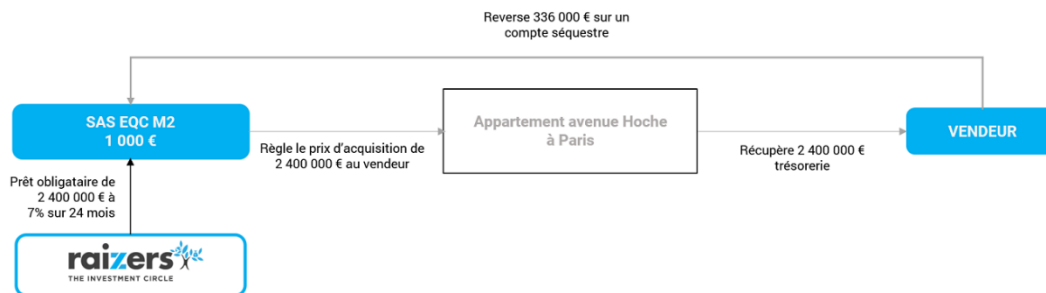 Reverse 336 000 € sur un
compte séquestre
SAS EQC M2
1 000 €
Règle le prix d'acquisition de
2 400 000 € au vendeur
Appartement avenue Hoche
à Paris
Récupère 2 400 000 €
trésorerie
VENDEUR
Prêt obligataire de
2 400 000 € à
7% sur 24 mois
raizers
THE INVESTMENT CIRCLE